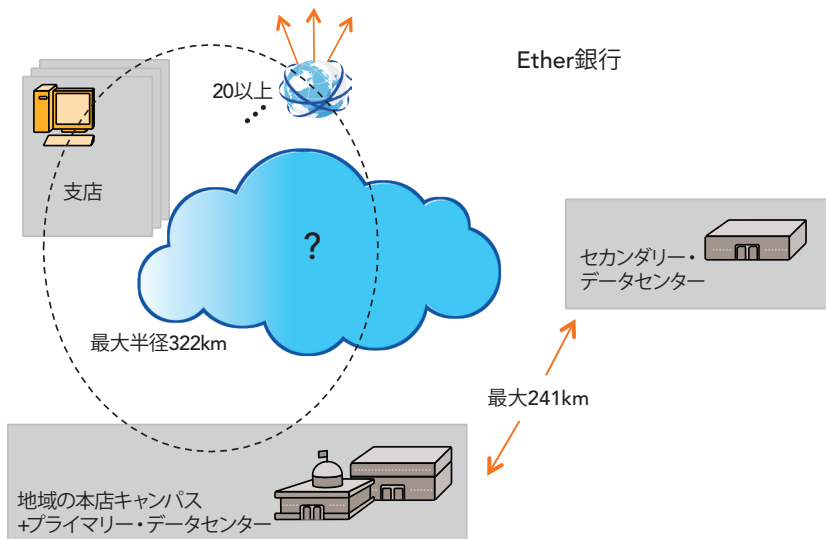 Ether銀行
20以上
支店
?
セカンダリー・
データセンター
最大半径322km
最大241km
地域の本店キャンパス
+プライマリー・データセンター